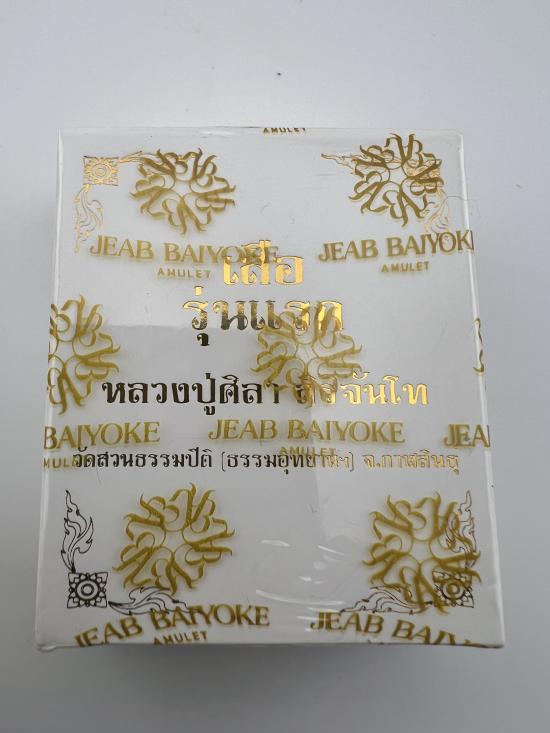 AMULET
JEAB BAIYOKE JEAB BAIYOKE
AMULET AMULET
เสือ
รุ่นแรก
หลวงปู่ศิลา สิริจันโท
BAIYOKE JEAB BAIYOKE JEA
AMULET
วัดสวนธรรมปีติ (ธรรมอุทยานฯ) จ.กาฬสินธุ์
JEAB BAIYOKE JEAB BAIYOKE
AMULET